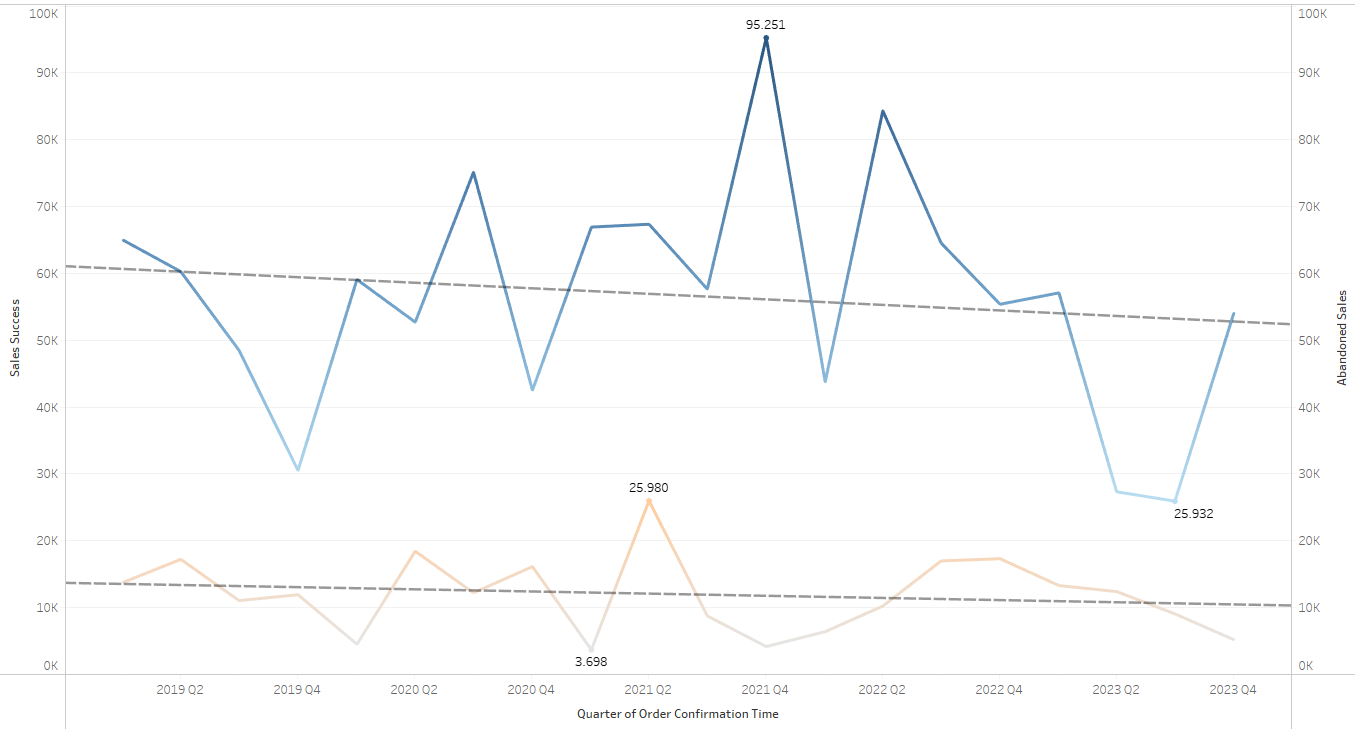 100K
90K
80K
70K
60K
50K
40K
30K
20K
10K
0K
Sales Success
95.251
25.980
25.932
3.698
100K
90K
80K
70K
60K
50K
40K
30K
20K
10K
0K
Abandoned Sales
2019 Q2 2019 Q4 2020 Q2 2020 Q4 2021 Q2 2021 Q4 2022 Q2 2022 Q4 2023 Q2 2023 Q4
Quarter of Order Confirmation Time